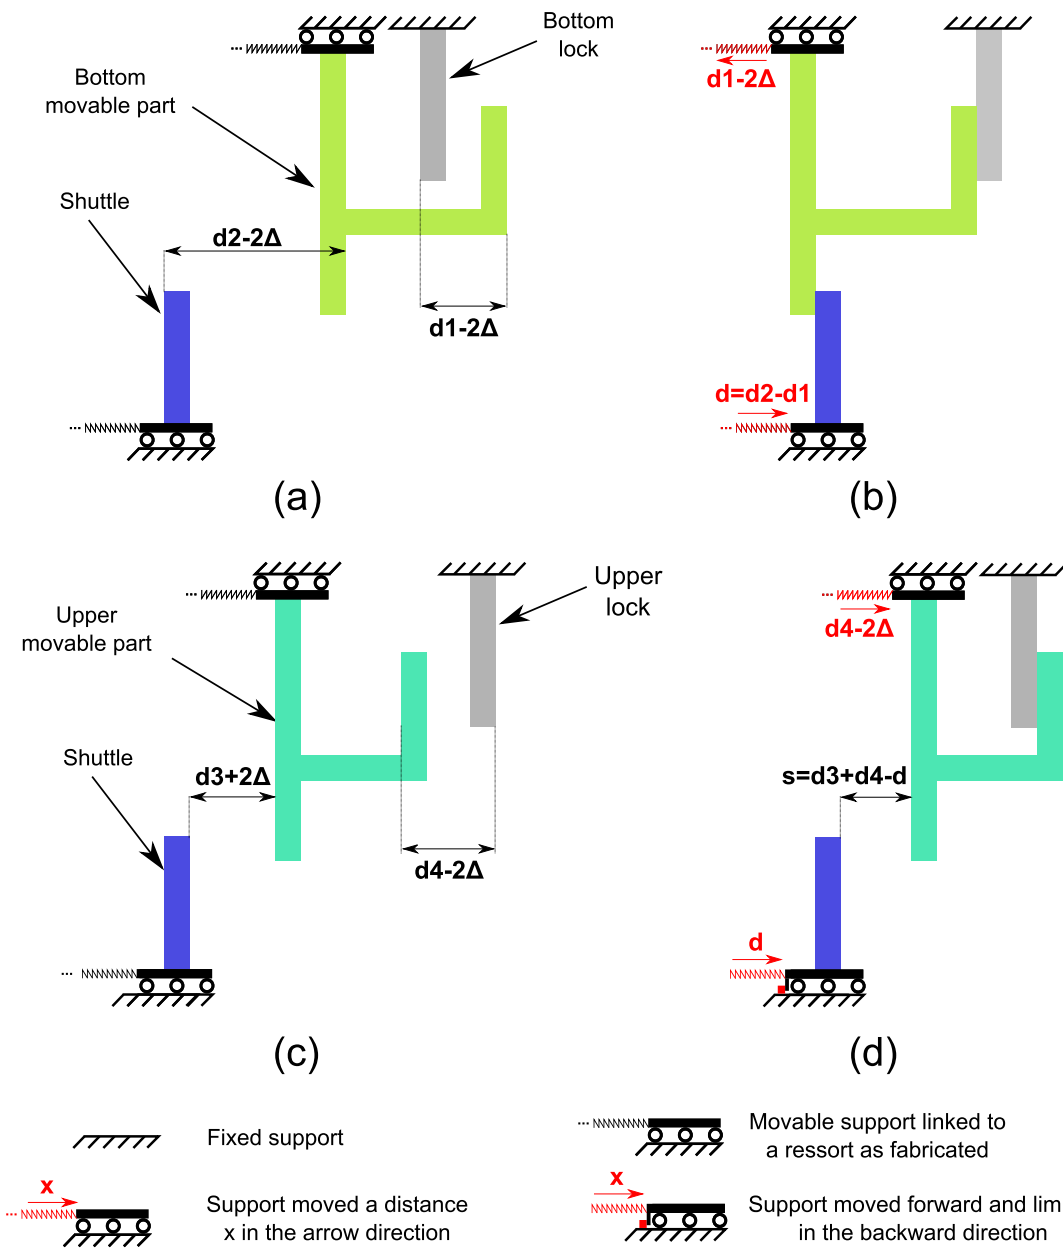 Bottom
lock
Bottom
movable part
Shuttle
d2-2Δ
d1-2Δ
(a)
d1-2Δ
d=d2-d1
(b)
Upper
lock
Upper
movable part
Shuttle
d3+2Δ
d4-2Δ
(c)
d4-2Δ
s=d3+d4-d
d
(d)
Fixed support
x
Support moved a distance
x in the arrow direction
Movable support linked to
a ressort as fabricated
x
Support moved forward and lim
in the backward direction